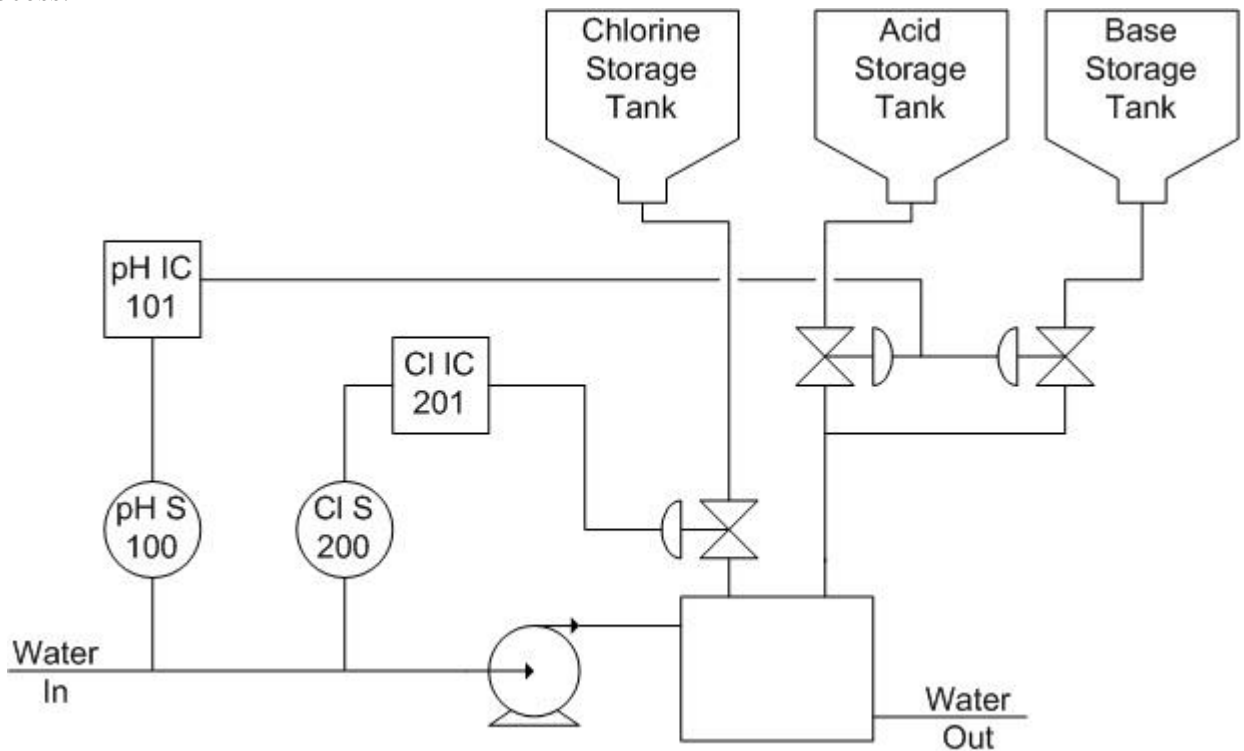 Chlorine
Storage
Tank
Acid
Storage
Tank
Base
Storage
Tank
pH IC
101
Cl IC
201
pH S
100
Cl S
200
Water
In
Water
Out